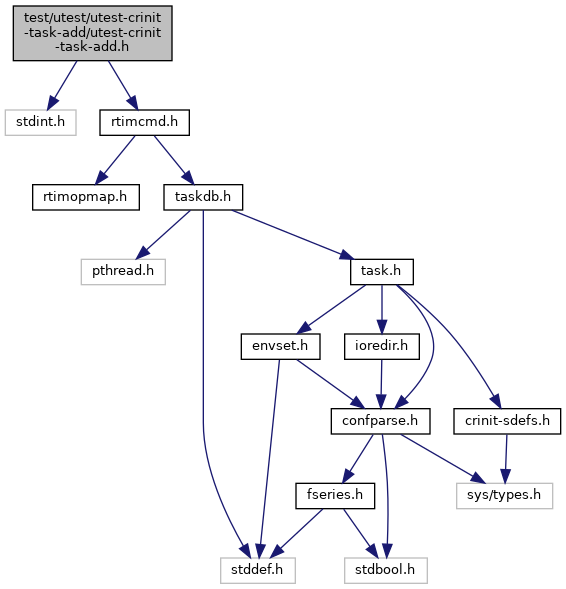 test/utest/utest-crinit
-task-add/utest-crinit
-task-add.h
stdint.h
rtimcmd.h
rtimopmap.h
taskdb.h
pthread.h
task.h
envset.h
ioredir.h
confparse.h
crinit-sdefs.h
fseries.h
sys/types.h
stddef.h
stdbool.h